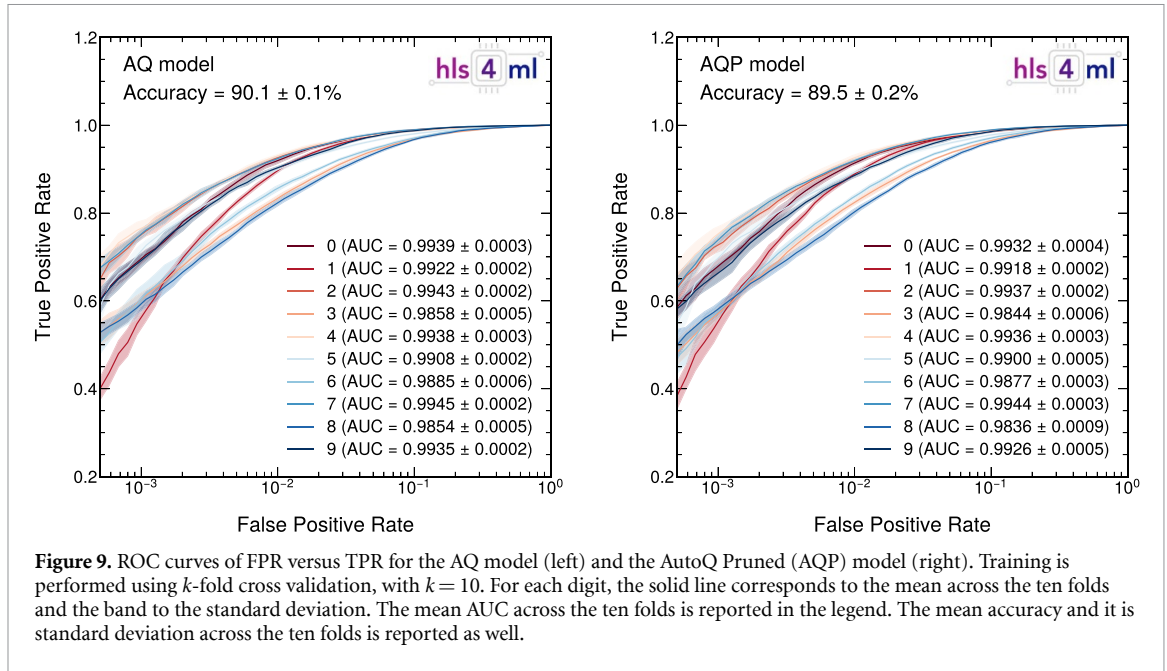 1.2
1.0
0.8
0.6
0.4
0.2
True Positive Rate
AQ model
Accuracy = 90.1 ± 0.1%
hls 4 ml
0 (AUC = 0.9939 ± 0.0003)
1 (AUC = 0.9922 ± 0.0002)
2 (AUC = 0.9943 ± 0.0002)
3 (AUC = 0.9858 ± 0.0005)
4 (AUC = 0.9938 ± 0.0003)
5 (AUC = 0.9908 ± 0.0002)
6 (AUC = 0.9885 ± 0.0006)
7 (AUC = 0.9945 ± 0.0002)
8 (AUC = 0.9854 ± 0.0005)
9 (AUC = 0.9935 ± 0.0002)
10⁻³ 10⁻² 10⁻¹ 10⁰
False Positive Rate
1.2
1.0
0.8
0.6
0.4
0.2
True Positive Rate
AQP model
Accuracy = 89.5 ± 0.2%
hls 4 ml
0 (AUC = 0.9932 ± 0.0004)
1 (AUC = 0.9918 ± 0.0002)
2 (AUC = 0.9937 ± 0.0002)
3 (AUC = 0.9844 ± 0.0006)
4 (AUC = 0.9936 ± 0.0003)
5 (AUC = 0.9900 ± 0.0005)
6 (AUC = 0.9877 ± 0.0003)
7 (AUC = 0.9944 ± 0.0003)
8 (AUC = 0.9836 ± 0.0009)
9 (AUC = 0.9926 ± 0.0005)
10⁻³ 10⁻² 10⁻¹ 10⁰
False Positive Rate
Figure 9. ROC curves of FPR versus TPR for the AQ model (left) and the AutoQ Pruned (AQP) model (right). Training is
performed using k-fold cross validation, with k = 10. For each digit, the solid line corresponds to the mean across the ten folds
and the band to the standard deviation. The mean AUC across the ten folds is reported in the legend. The mean accuracy and it is
standard deviation across the ten folds is reported as well.